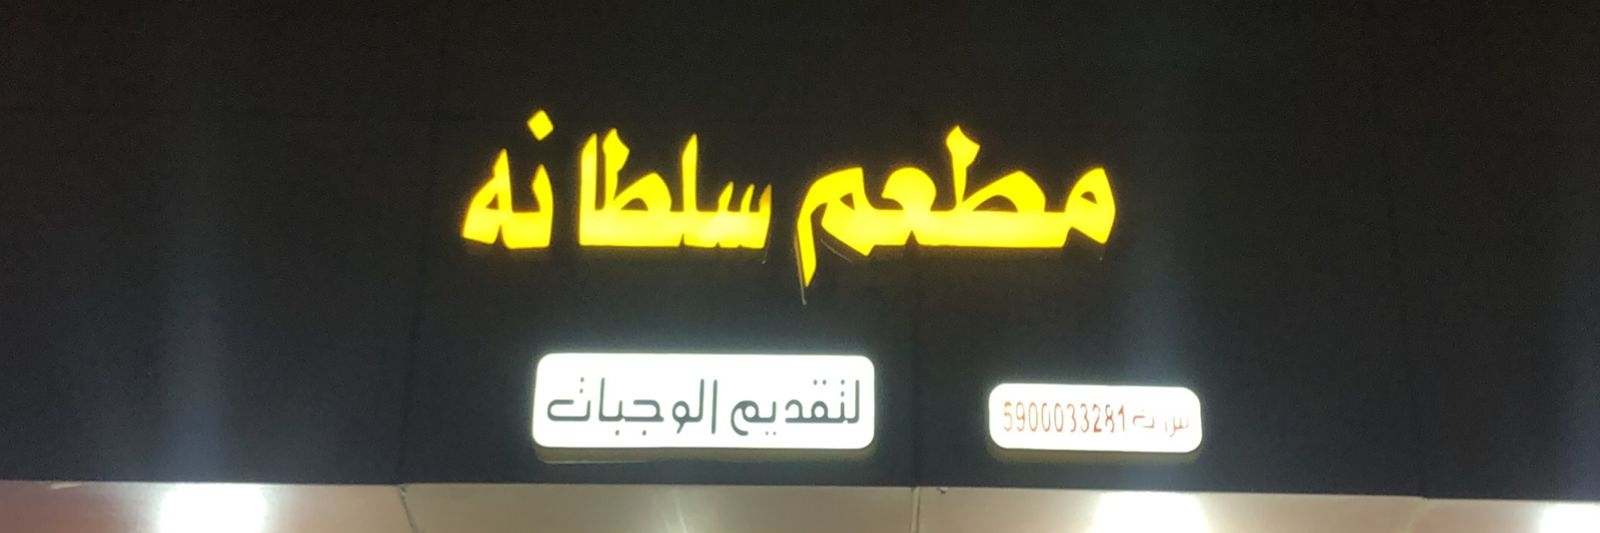 مطعم سلطانه
لتقديم الوجبات
س.ت 5900033281